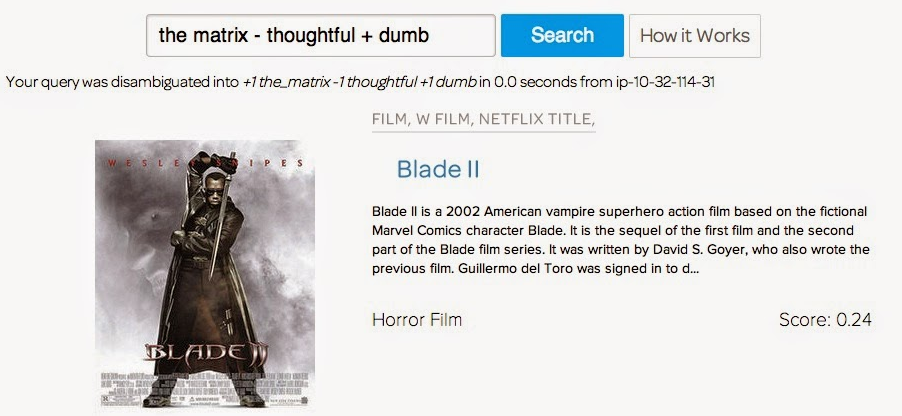 the matrix - thoughtful + dumb Search How it Works
Your query was disambiguated into +1 the_matrix -1 thoughtful +1 dumb in 0.0 seconds from ip-10-32-114-31
FILM, W FILM, NETFLIX TITLE,
WESLEY SNIPES
Blade II
Blade II is a 2002 American vampire superhero action film based on the fictional
Marvel Comics character Blade. It is the sequel of the first film and the second
part of the Blade film series. It was written by David S. Goyer, who also wrote the
previous film. Guillermo del Toro was signed in to d...
Horror Film Score: 0.24
BLADE II